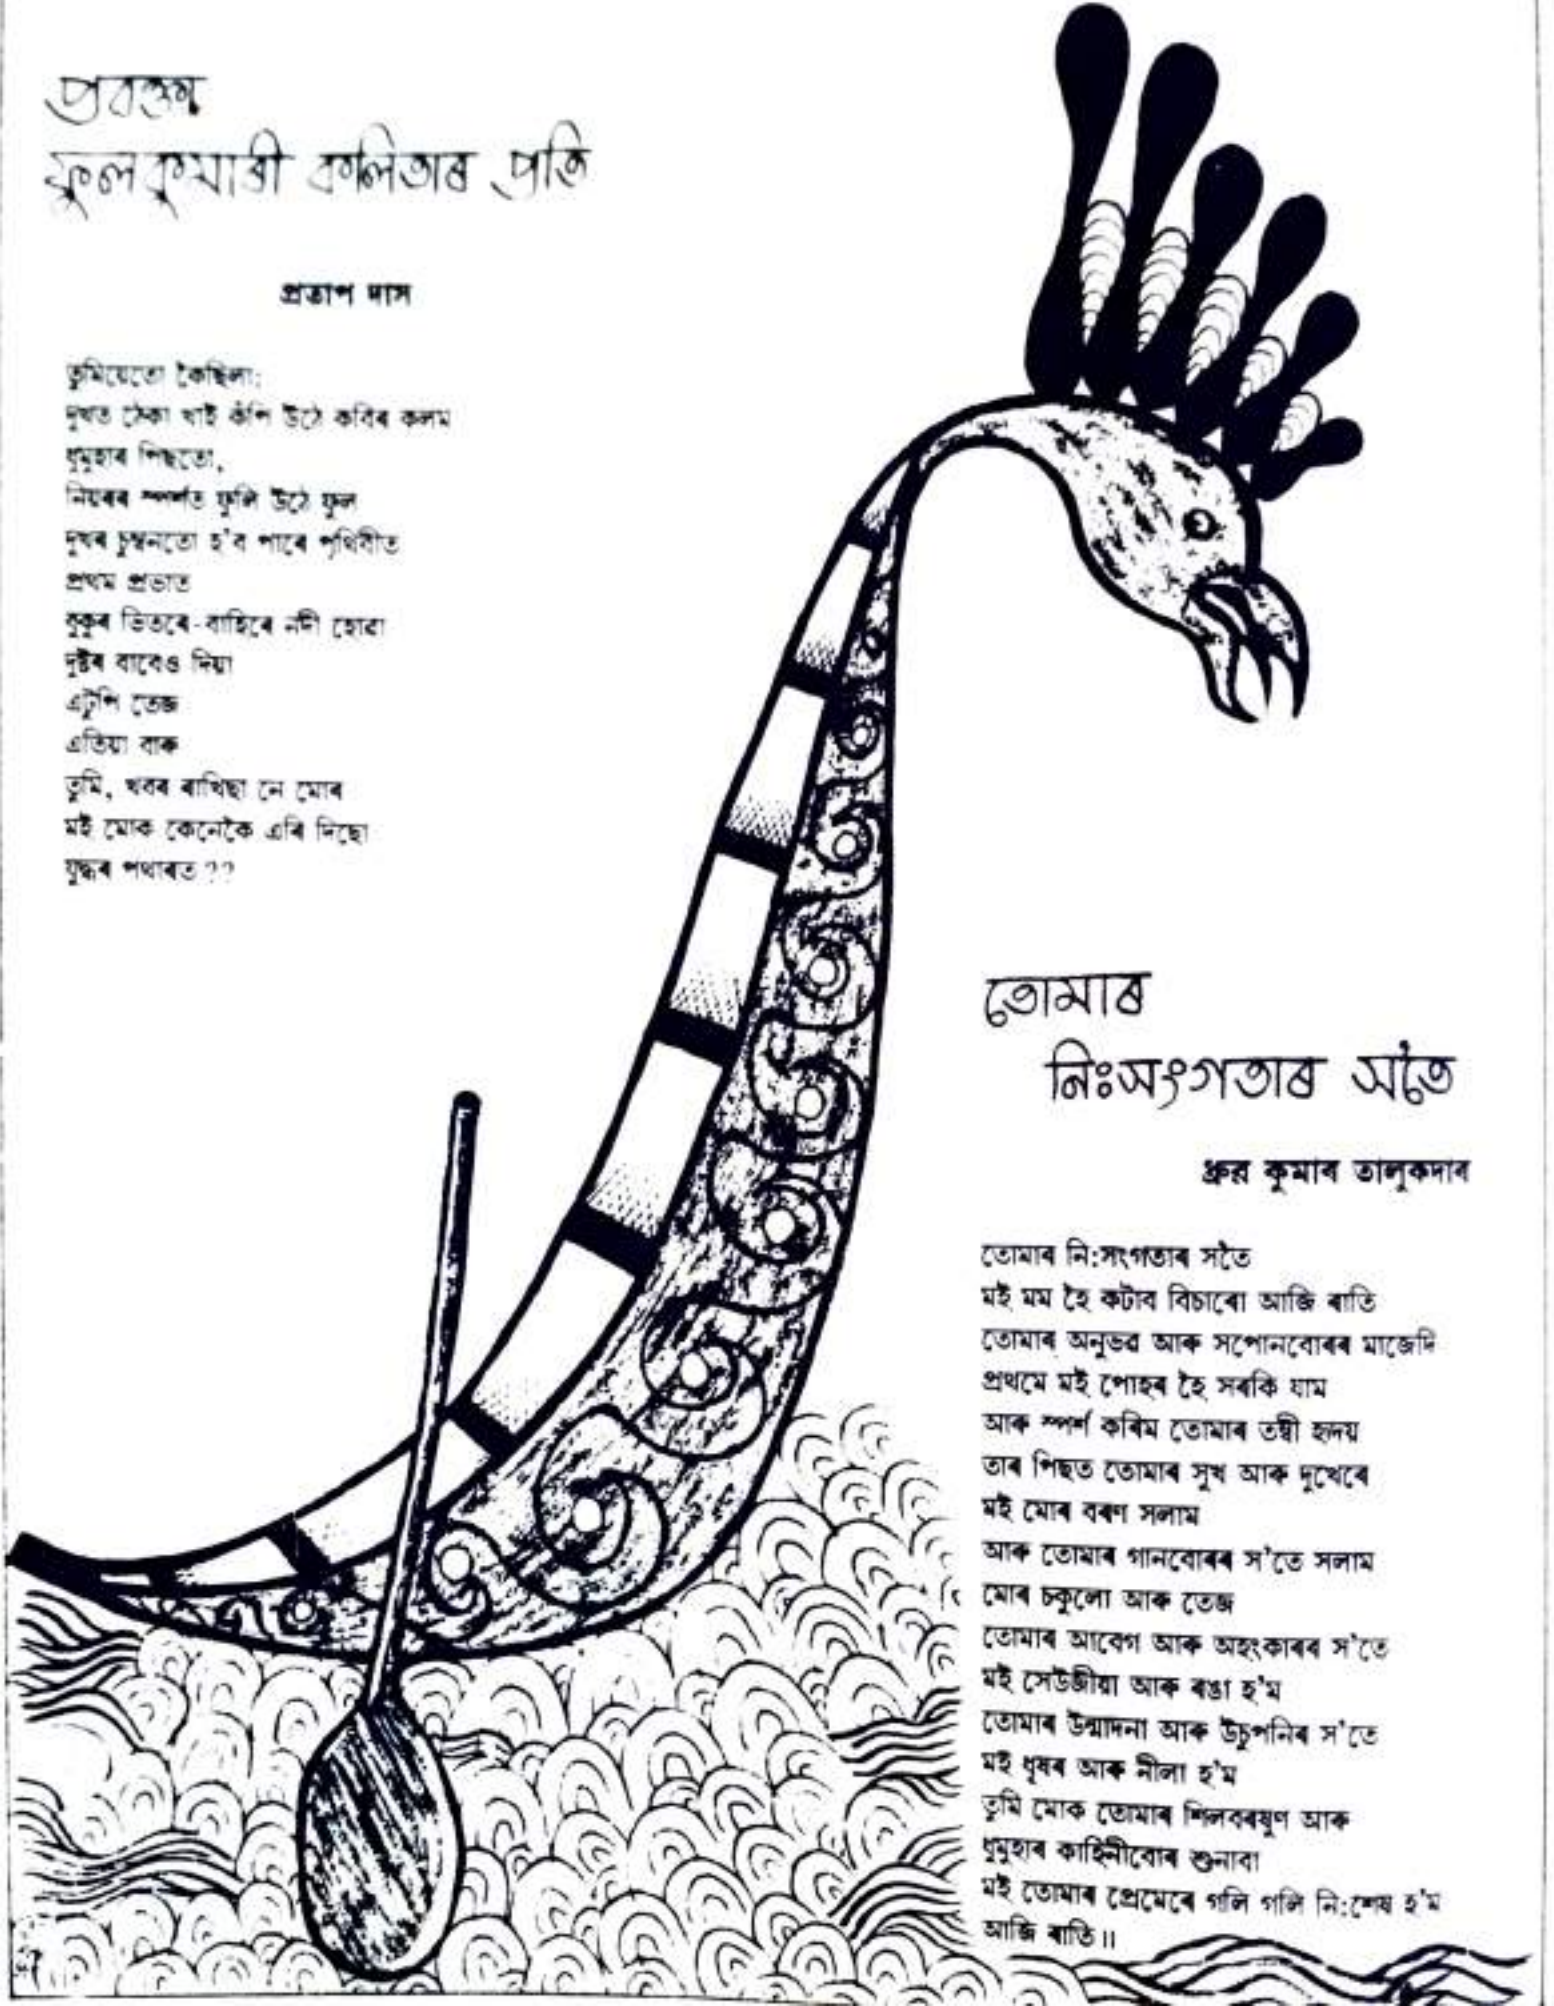 প্ৰবক্তা
ফুলকুমাৰী কলিতাৰ প্ৰতি
প্ৰতাপ দাস
তুমিয়েতো কৈছিলা:
দুখত ঠেকা খাই কঁপি উঠে কবিৰ কলম
ধুমুহাৰ পিছতো,
নিয়ৰৰ স্পৰ্শত ফুলি উঠে ফুল
দুখৰ চুম্বনতো হ'ব পাৰে পৃথিবীত
প্ৰথম প্ৰভাত
বুকুৰ ভিতৰে-বাহিৰে নদী হোৱা
দুষ্টৰ বাবেও দিয়া
এটুপি তেজ
এতিয়া বাৰু
তুমি, খবৰ ৰাখিছা নে মোৰ
মই মোক কেনেকৈ এৰি দিছো
যুদ্ধৰ পথাৰত??
তোমাৰ
নিঃসংগতাৰ সতৈ
ধ্ৰুৱ কুমাৰ তালুকদাৰ
তোমাৰ নি:সংগতাৰ সতৈ
মই মম হৈ কটাব বিচাৰো আজি ৰাতি
তোমাৰ অনুভৱ আৰু সপোনবোৰৰ মাজেদি
প্ৰথমে মই পোহৰ হৈ সৰকি যাম
আৰু স্পৰ্শ কৰিম তোমাৰ তন্বী হৃদয়
তাৰ পিছত তোমাৰ সুখ আৰু দুখেৰে
মই মোৰ বৰণ সলাম
আৰু তোমাৰ গানবোৰৰ স'তে সলাম
মোৰ চকুলো আৰু তেজ
তোমাৰ আবেগ আৰু অহংকাৰৰ স'তে
মই সেউজীয়া আৰু ৰঙা হ'ম
তোমাৰ উন্মাদনা আৰু উচুপনিৰ স'তে
মই ধূষৰ আৰু নীলা হ'ম
তুমি মোক তোমাৰ শিলবৰষুণ আৰু
ধুমুহাৰ কাহিনীবোৰ শুনাবা
মই তোমাৰ প্ৰেমেৰে গলি গলি নি:শেষ হ'ম
আজি ৰাতি॥